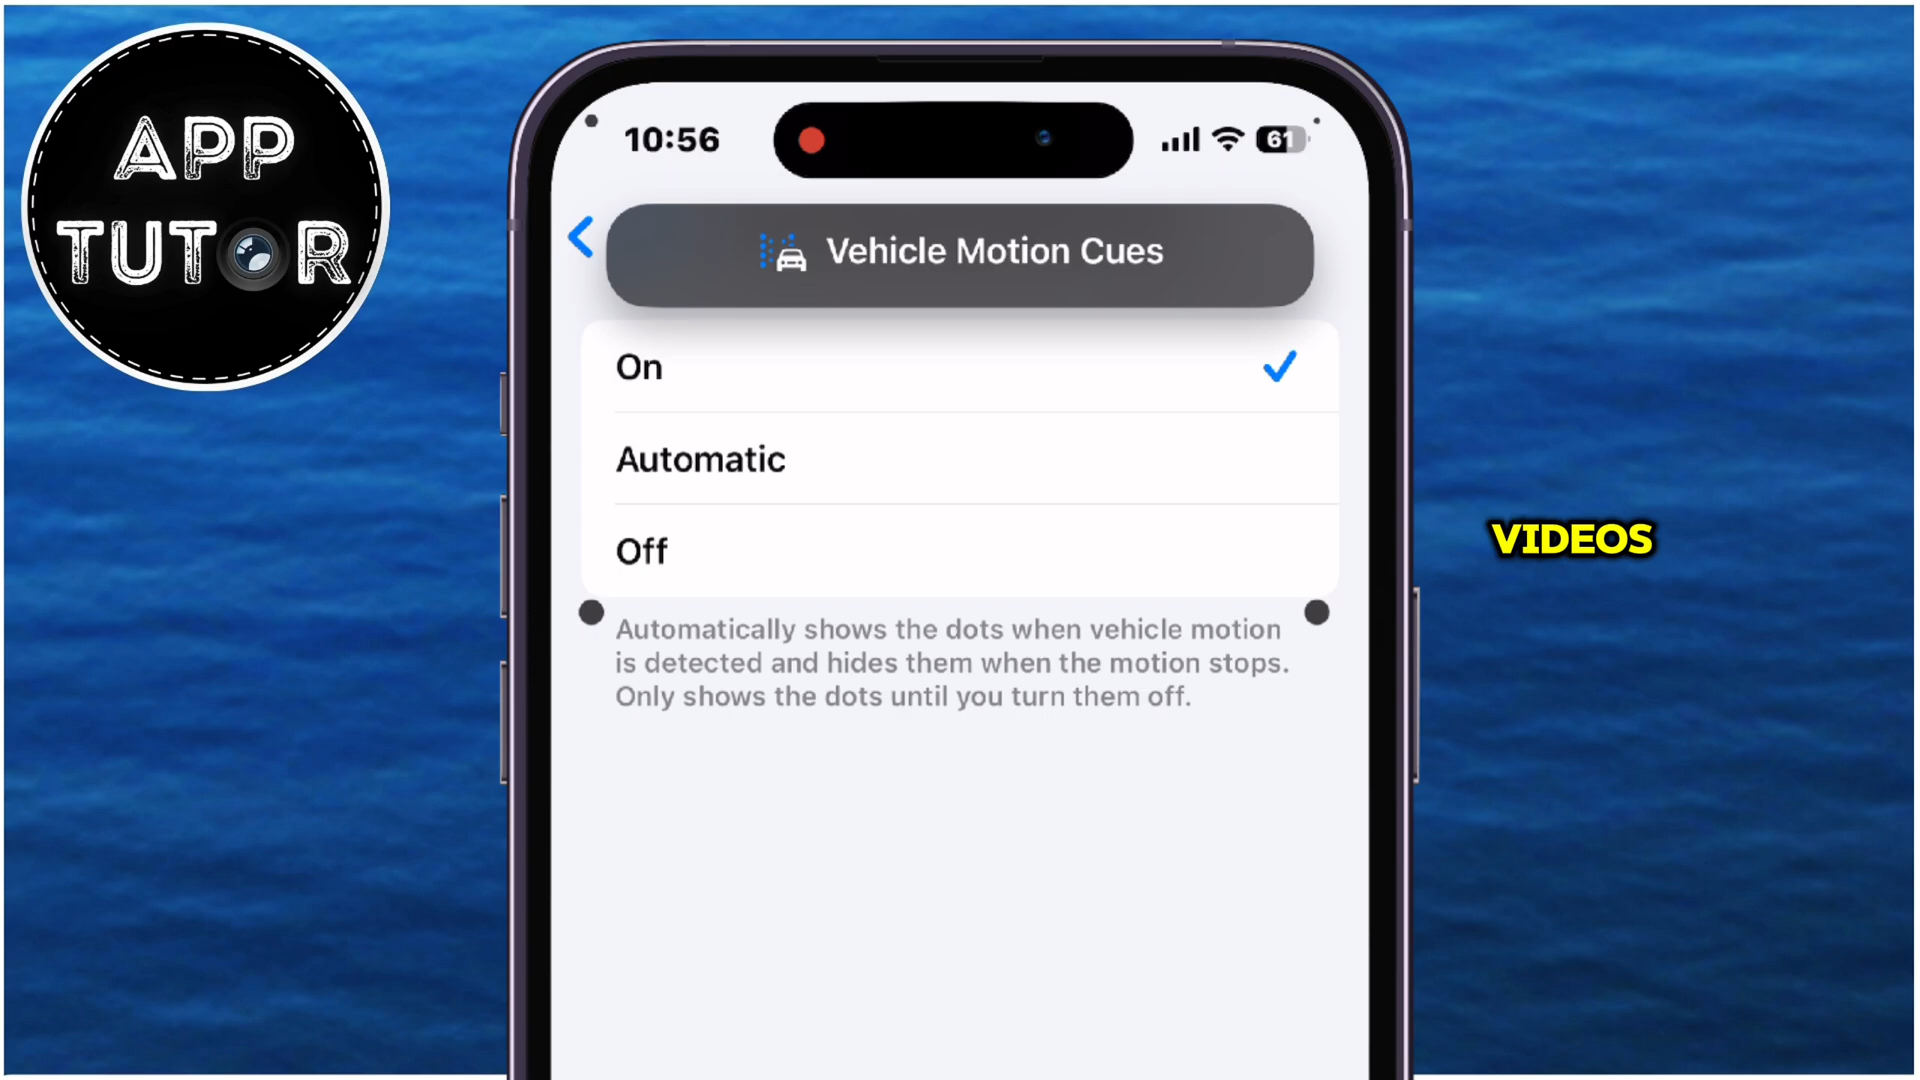 APP
TUTOR
10:56
61
Vehicle Motion Cues
On
Automatic
Off
Automatically shows the dots when vehicle motion
is detected and hides them when the motion stops.
Only shows the dots until you turn them off.
VIDEOS